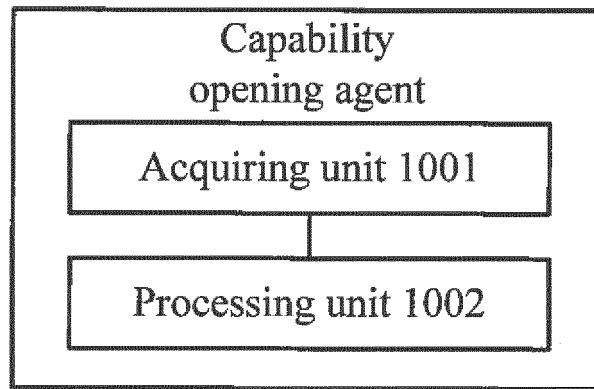 Capability
opening agent
Acquiring unit 1001
Processing unit 1002